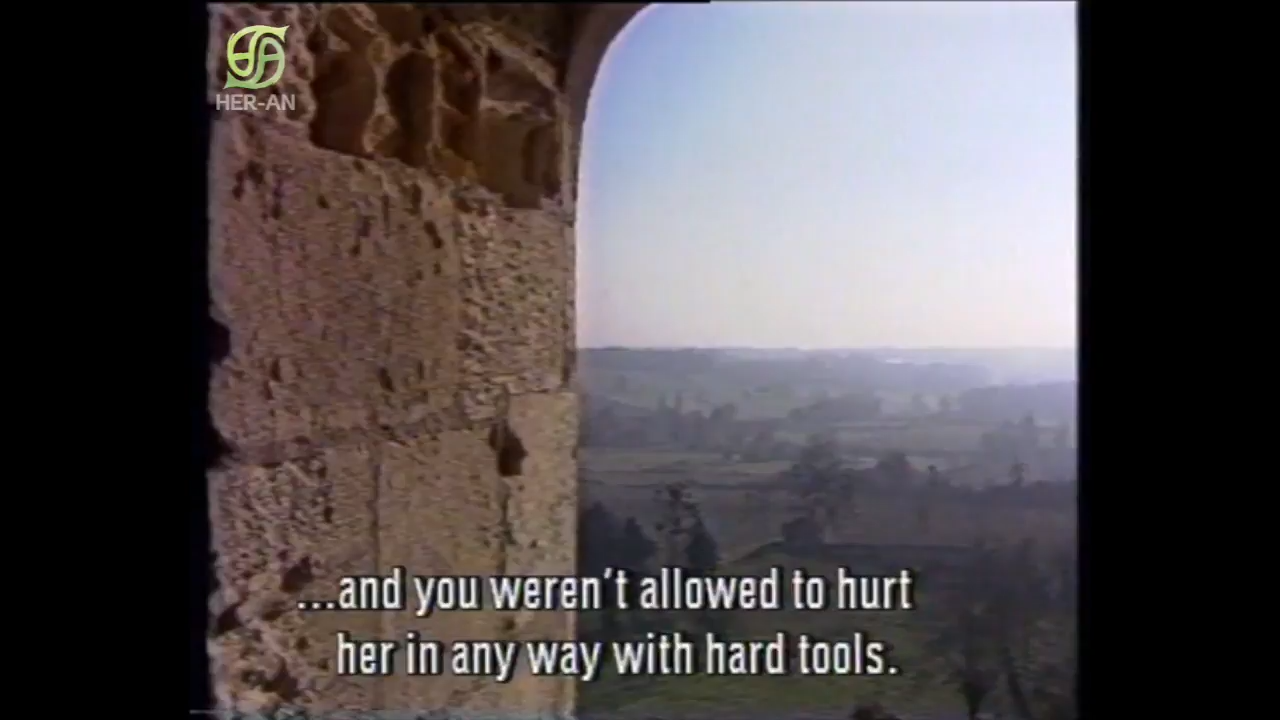 HER-AN
...and you weren't allowed to hurt
her in any way with hard tools.